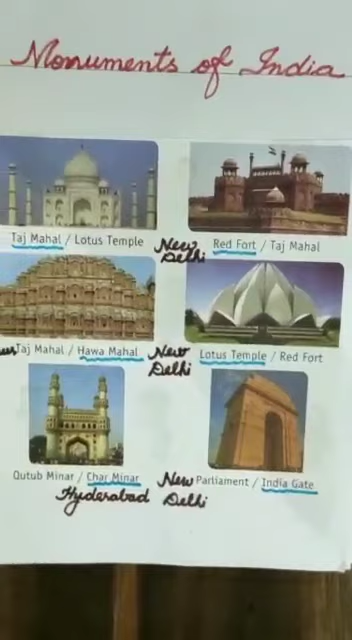 Monuments of India
Taj Mahal / Lotus Temple
New Delhi
Red Fort / Taj Mahal
Taj Mahal / Hawa Mahal
New Delhi
Lotus Temple / Red Fort
Qutub Minar / Char Minar
Hyderabad
New Delhi
Parliament / India Gate